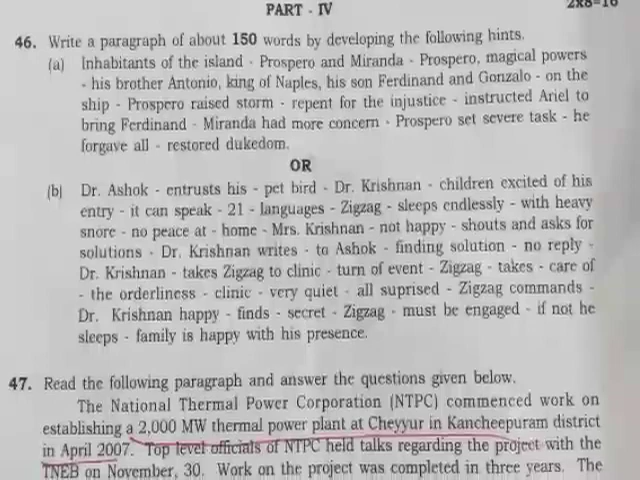 PART - IV
2x8=16
46. Write a paragraph of about 150 words by developing the following hints.
(a) Inhabitants of the island - Prospero and Miranda - Prospero, magical powers
- his brother Antonio, king of Naples, his son Ferdinand and Gonzalo - on the
ship - Prospero raised storm - repent for the injustice - instructed Ariel to
bring Ferdinand - Miranda had more concern - Prospero set severe task - he
forgave all - restored dukedom.
OR
(b) Dr. Ashok - entrusts his - pet bird - Dr. Krishnan - children excited of his
entry - it can speak - 21 - languages - Zigzag - sleeps endlessly - with heavy
snore - no peace at - home - Mrs. Krishnan - not happy - shouts and asks for
solutions - Dr. Krishnan writes - to Ashok - finding solution - no reply -
Dr. Krishnan - takes Zigzag to clinic - turn of event - Zigzag - takes - care of
- the orderliness - clinic - very quiet - all suprised - Zigzag commands -
Dr. Krishnan happy - finds - secret - Zigzag - must be engaged - if not he
sleeps - family is happy with his presence.
47. Read the following paragraph and answer the questions given below.
The National Thermal Power Corporation (NTPC) commenced work on
establishing a 2,000 MW thermal power plant at Cheyyur in Kancheepuram district
in April 2007. Top level officials of NTPC held talks regarding the project with the
TNEB on November, 30. Work on the project was completed in three years. The